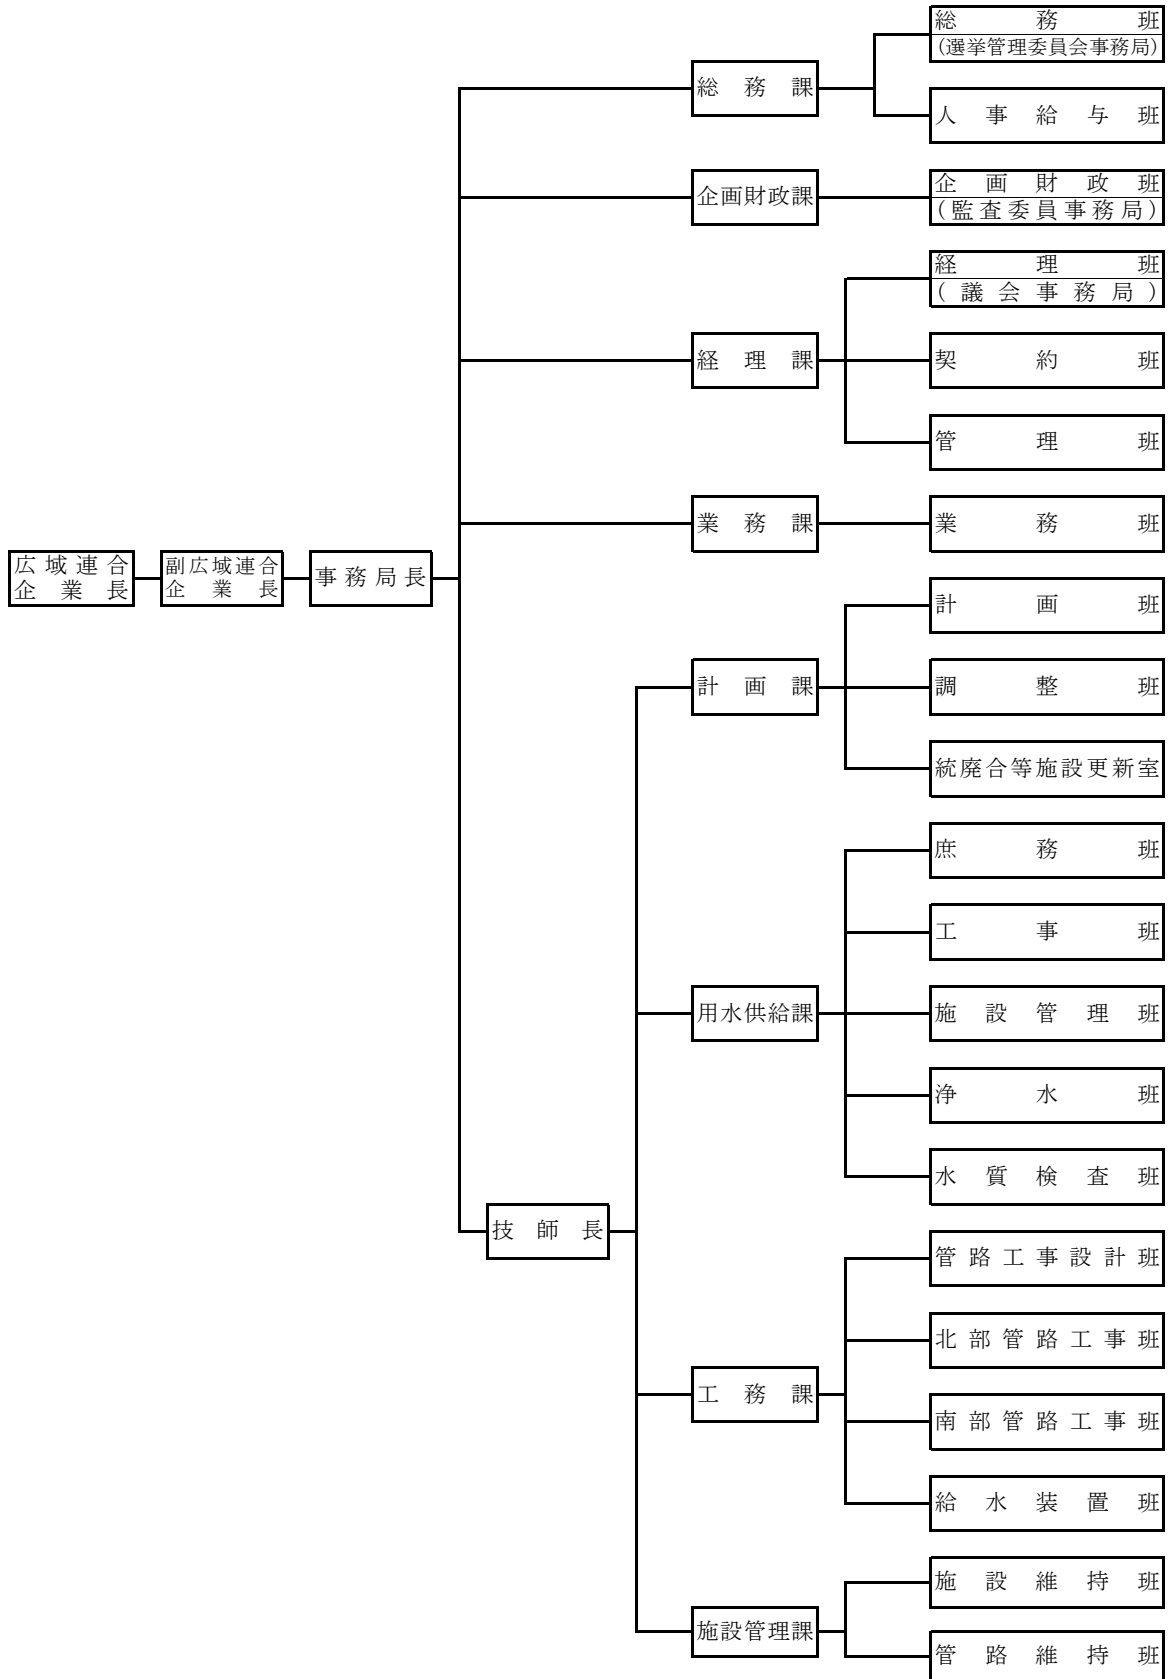 総務班
(選挙管理委員会事務局)
総務課
人事給与班
企画財政課
企画財政班
(監査委員事務局)
経理班
(議会事務局)
経理課
契約班
管理班
業務課
業務班
広域連合
企業長
副広域連合
企業長
事務局長
計画班
計画課
調整班
統廃合等施設更新室
庶務班
工事班
用水供給課
施設管理班
浄水班
水質検査班
技師長
管路工事設計班
北部管路工事班
工務課
南部管路工事班
給水装置班
施設維持班
施設管理課
管路維持班